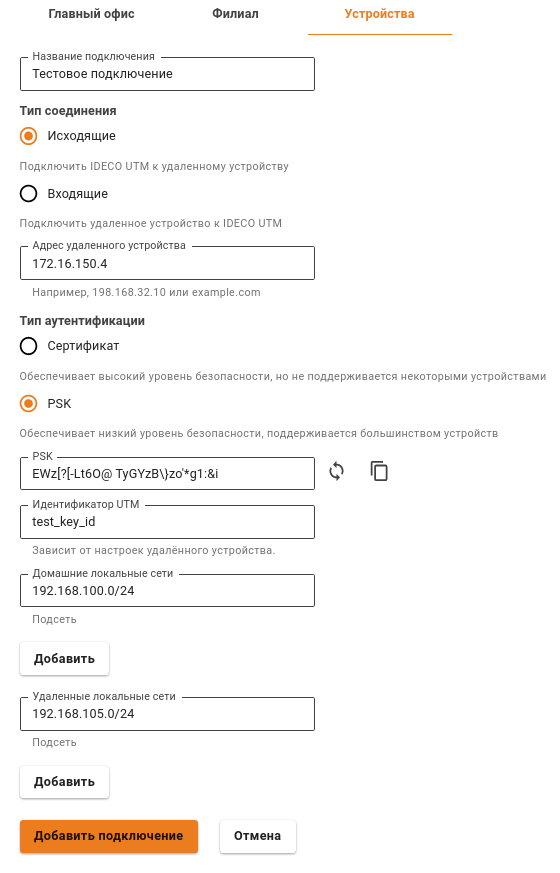 Главный офис Филиал Устройства
Название подключения
Тестовое подключение
Тип соединения
Исходящие
Подключить IDECO UTM к удаленному устройству
Входящие
Подключить удаленное устройство к IDECO UTM
Адрес удаленного устройства
172.16.150.4
Например, 198.168.32.10 или example.com
Тип аутентификации
Сертификат
Обеспечивает высокий уровень безопасности, но не поддерживается некоторыми устройствами
PSK
Обеспечивает низкий уровень безопасности, поддерживается большинством устройств
PSK
EWz[?[-Lt6O@ TyGYzB\}zo'*g1:&i
Идентификатор UTM
test_key_id
Зависит от настроек удалённого устройства.
Домашние локальные сети
192.168.100.0/24
Подсеть
Добавить
Удаленные локальные сети
192.168.105.0/24
Подсеть
Добавить
Добавить подключение Отмена